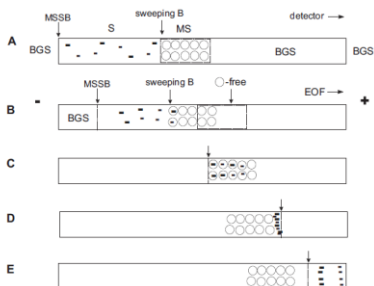 MSSB sweeping B detector
S MS
A BGS BGS BGS
MSSB sweeping B -free EOF
- +
B BGS
C
D
E